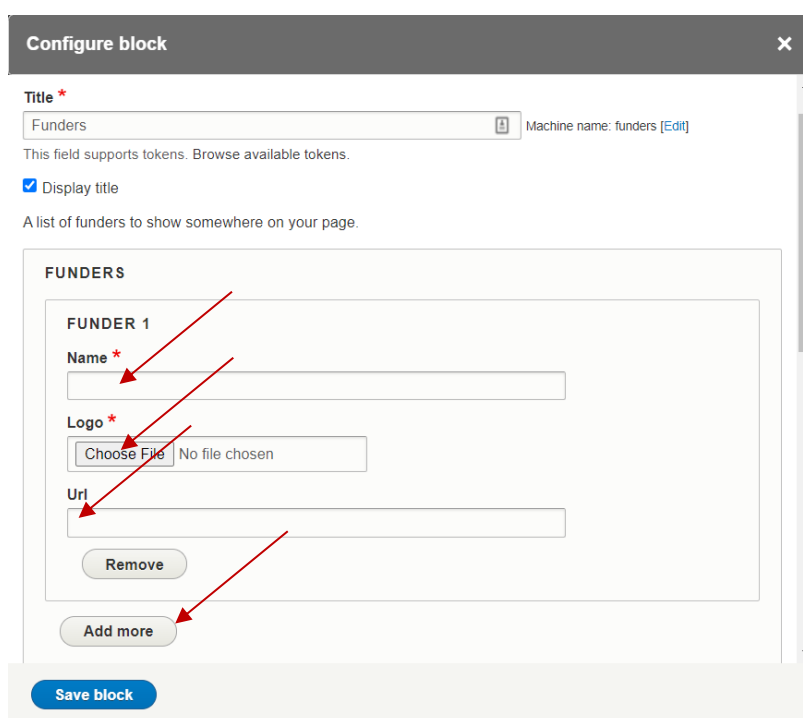 Configure block
Title *
Funders
Machine name: funders [Edit]
This field supports tokens. Browse available tokens.
Display title
A list of funders to show somewhere on your page.
FUNDERS
FUNDER 1
Name *
Logo *
Choose File No file chosen
Url
Remove
Add more
Save block